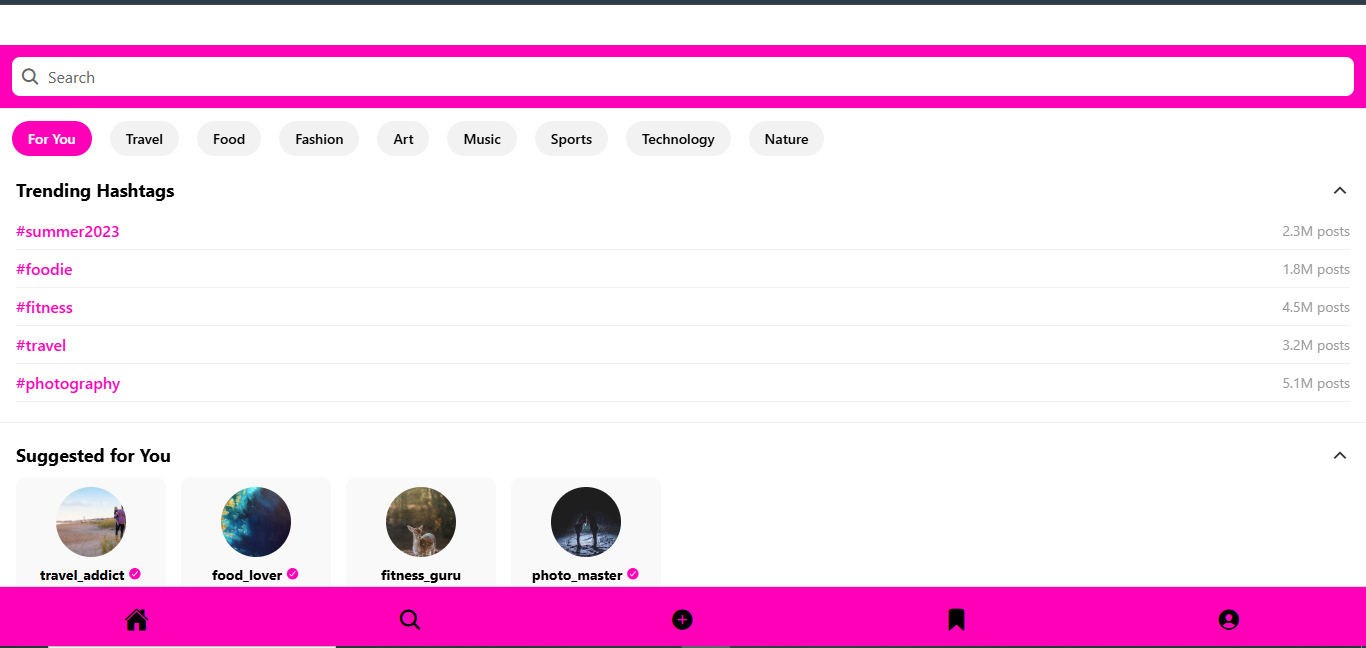 Search
For You Travel Food Fashion Art Music Sports Technology Nature
Trending Hashtags
#summer2023 2.3M posts
#foodie 1.8M posts
#fitness 4.5M posts
#travel 3.2M posts
#photography 5.1M posts
Suggested for You
travel_addict food_lover fitness_guru photo_master